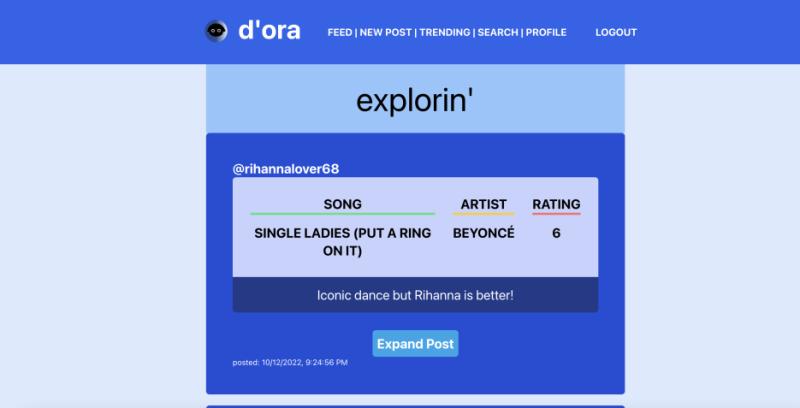 d'ora
FEED | NEW POST | TRENDING | SEARCH | PROFILE
LOGOUT
explorin'
@rihannalover68
SONG ARTIST RATING
SINGLE LADIES (PUT A RING BEYONCÉ 6
ON IT)
Iconic dance but Rihanna is better!
Expand Post
posted: 10/12/2022, 9:24:56 PM